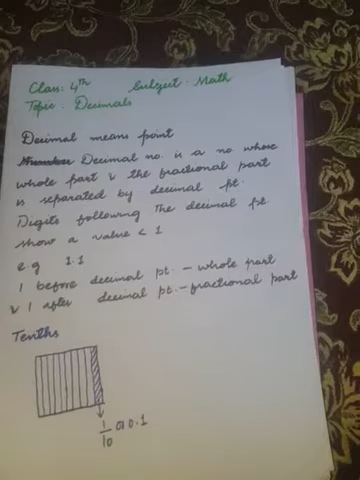 Class: 4th Subject: Math
Topic: Decimals
Decimal means point
Decimal no. is a no. whose
whole part & the fractional part
is separated by decimal pt.
Digits following the decimal pt.
show a value < 1
e.g 1.1
1 before decimal pt. - whole part
& 1 after decimal pt. - fractional part
Tenths
1/10 or 0.1